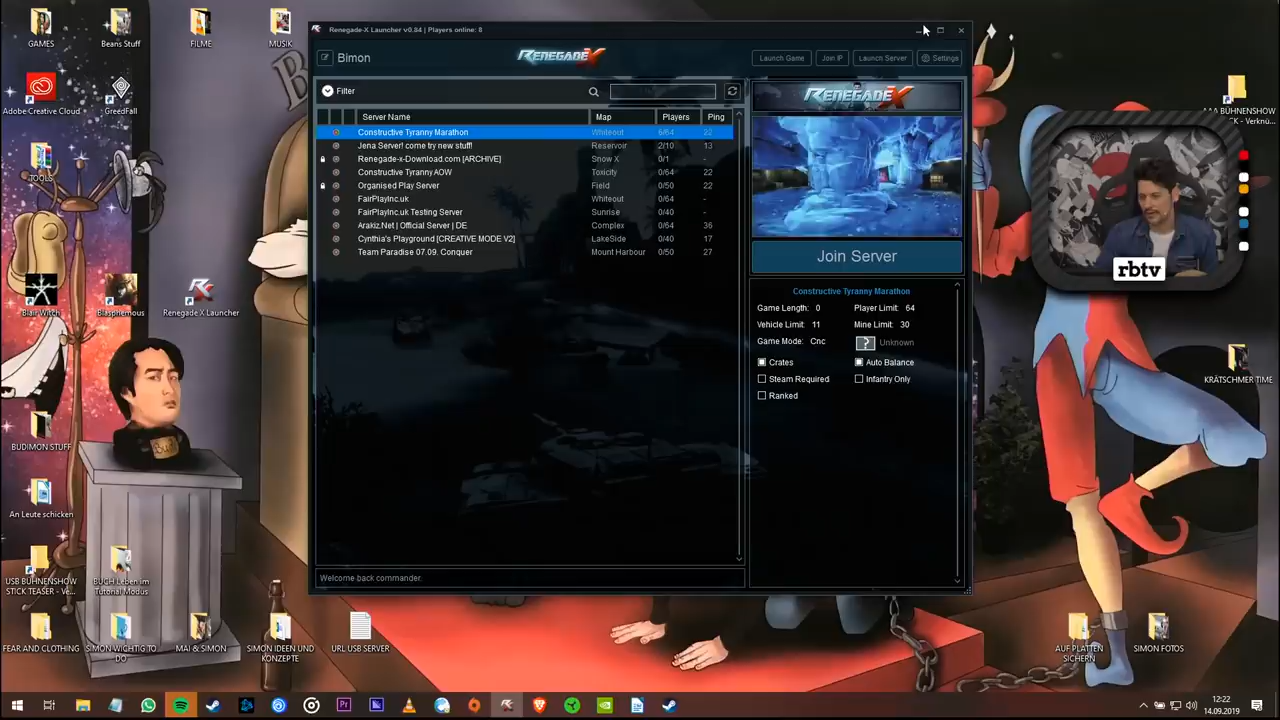 GAMES
Beans Stuff
FILME
MUSIK
Adobe Creative Cloud
GreedFall
TOOLS
Blair Witch
Blasphemous
Renegade X Launcher
BUDIMON STUFF
An Leute schicken
USB BÜHNENSHOW
STICK TEASER - Ve...
BUCH Leben im
Tutorial Modus
FEAR AND CLOTHING
SIMON WICHTIG TO
DO
MAI & SIMON
SIMON IDEEN UND
KONZEPTE
URL USB SERVER
Renegade-X Launcher v0.84 | Players online: 8
Bimon
RENEGADE X
Launch Game
Join IP
Launch Server
Settings
Filter
Server Name Map Players Ping
Constructive Tyranny Marathon Whiteout 6/64 22
Jena Server! come try new stuff! Reservoir 2/10 13
Renegade-x-Download.com [ARCHIVE] Snow X 0/1 -
Constructive Tyranny AOW Toxicity 0/64 22
Organised Play Server Field 0/50 22
FairPlayInc.uk Whiteout 0/64 -
FairPlayInc.uk Testing Server Sunrise 0/40 -
Arakiz.Net | Official Server | DE Complex 0/64 36
Cynthia's Playground [CREATIVE MODE V2] LakeSide 0/40 17
Team Paradise 07.09. Conquer Mount Harbour 0/50 27
Welcome back commander.
RENEGADE X
Join Server
Constructive Tyranny Marathon
Game Length: 0 Player Limit: 64
Vehicle Limit: 11 Mine Limit: 30
Game Mode: Cnc ? Unknown
Crates Auto Balance
Steam Required Infantry Only
Ranked
AAA BÜHNENSHOW
rbtv
KRÄTSCHMER TIME
AUF PLATTEN
SICHERN
SIMON FOTOS
12:22
14.09.2019